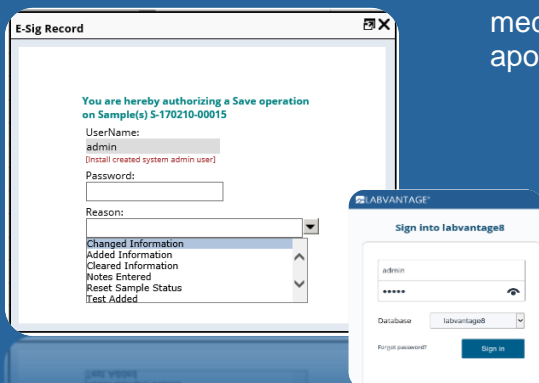 E-Sig Record
You are hereby authorizing a Save operation
on Sample(s) S-170210-00015
UserName:
admin
[Install created system admin user]
Password:
Reason:
Changed Information
Added Information
Cleared Information
Notes Entered
Reset Sample Status
Test Added
LABVANTAGE®
Sign into labvantage8
admin
•••••
Database labvantage8
Forgot password? Sign in